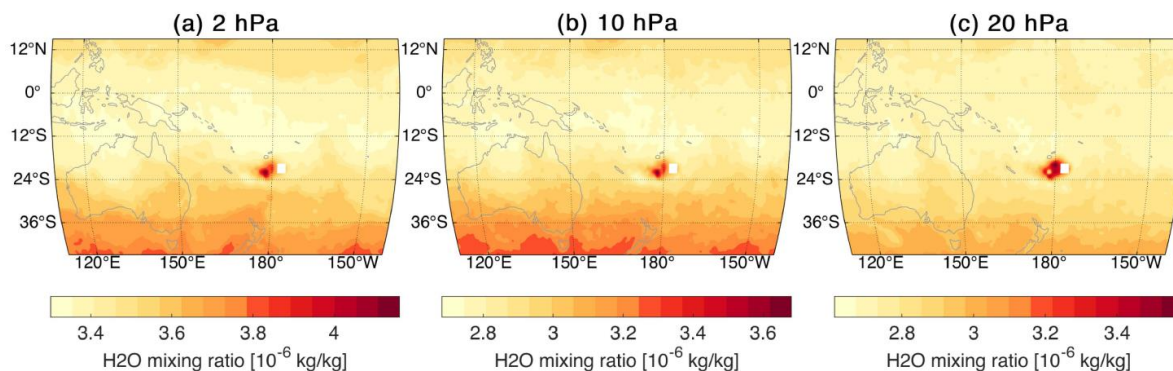 (a) 2 hPa
(b) 10 hPa
(c) 20 hPa
12°N
0°
12°S
24°S
36°S
120°E 150°E 180° 150°W
12°N
0°
12°S
24°S
36°S
120°E 150°E 180° 150°W
12°N
0°
12°S
24°S
36°S
120°E 150°E 180° 150°W
3.4 3.6 3.8 4
H2O mixing ratio [10⁻⁶ kg/kg]
2.8 3 3.2 3.4 3.6
H2O mixing ratio [10⁻⁶ kg/kg]
2.8 3 3.2 3.4
H2O mixing ratio [10⁻⁶ kg/kg]